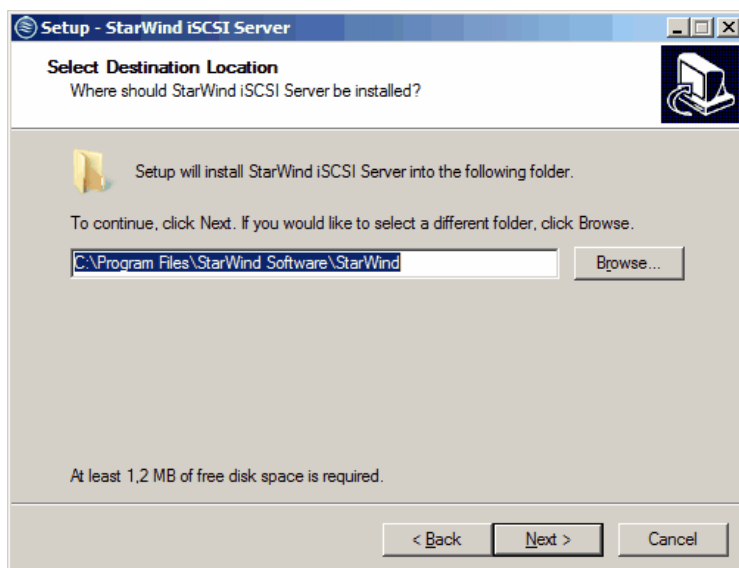 Setup - StarWind iSCSI Server
Select Destination Location
Where should StarWind iSCSI Server be installed?
Setup will install StarWind iSCSI Server into the following folder.
To continue, click Next. If you would like to select a different folder, click Browse.
C:\Program Files\StarWind Software\StarWind
Browse...
At least 1,2 MB of free disk space is required.
< Back
Next >
Cancel